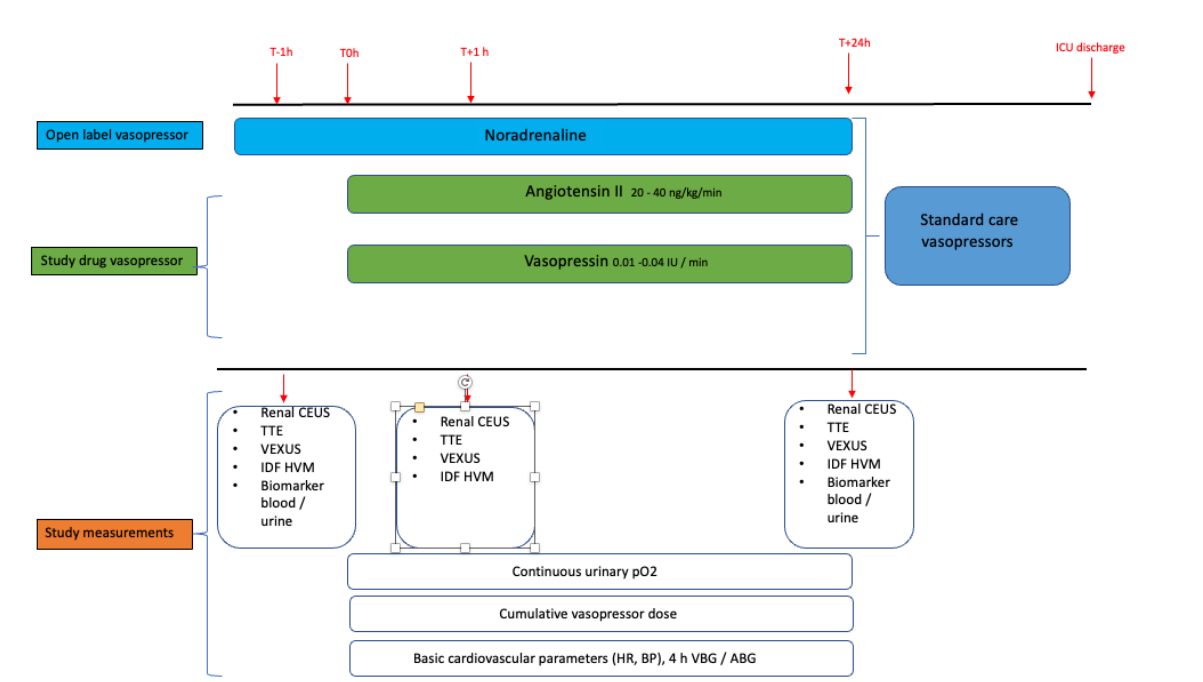 T-1h
T0h
T+1 h
T+24h
ICU discharge
Open label vasopressor
Noradrenaline
Angiotensin II 20 - 40 ng/kg/min
Standard care
vasopressors
Study drug vasopressor
Vasopressin 0.01 -0.04 IU / min
• Renal CEUS
• TTE
• VEXUS
• IDF HVM
• Biomarker
blood /
urine
• Renal CEUS
• TTE
• VEXUS
• IDF HVM
• Renal CEUS
• TTE
• VEXUS
• IDF HVM
• Biomarker
blood /
urine
Study measurements
Continuous urinary pO2
Cumulative vasopressor dose
Basic cardiovascular parameters (HR, BP), 4 h VBG / ABG